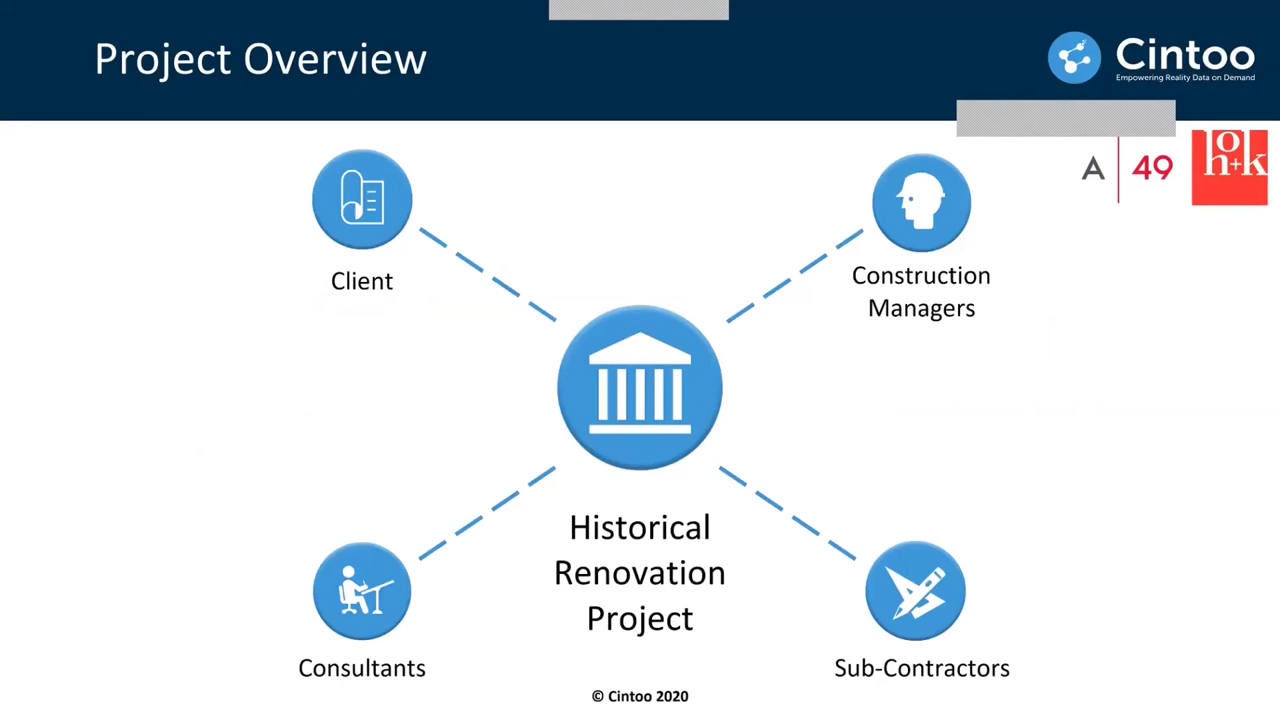 Project Overview
Cintoo
Empowering Reality Data on Demand
A | 49
h+ok
Client
Construction
Managers
Historical
Renovation
Project
Consultants
Sub-Contractors
© Cintoo 2020